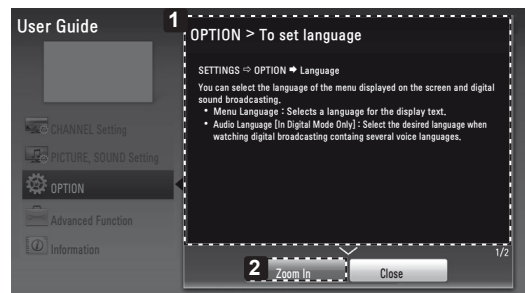 User Guide
1
OPTION > To set language
SETTINGS ⇨ OPTION ➡ Language
You can select the language of the menu displayed on the screen and digital
sound broadcasting.
• Menu Language : Selects a language for the display text.
• Audio Language [In Digital Mode Only] : Select the desired language when
watching digital broadcasting containg several voice languages.
CHANNEL Setting
PICTURE, SOUND Setting
OPTION
Advanced Function
Information
1/2
2
Zoom In
Close